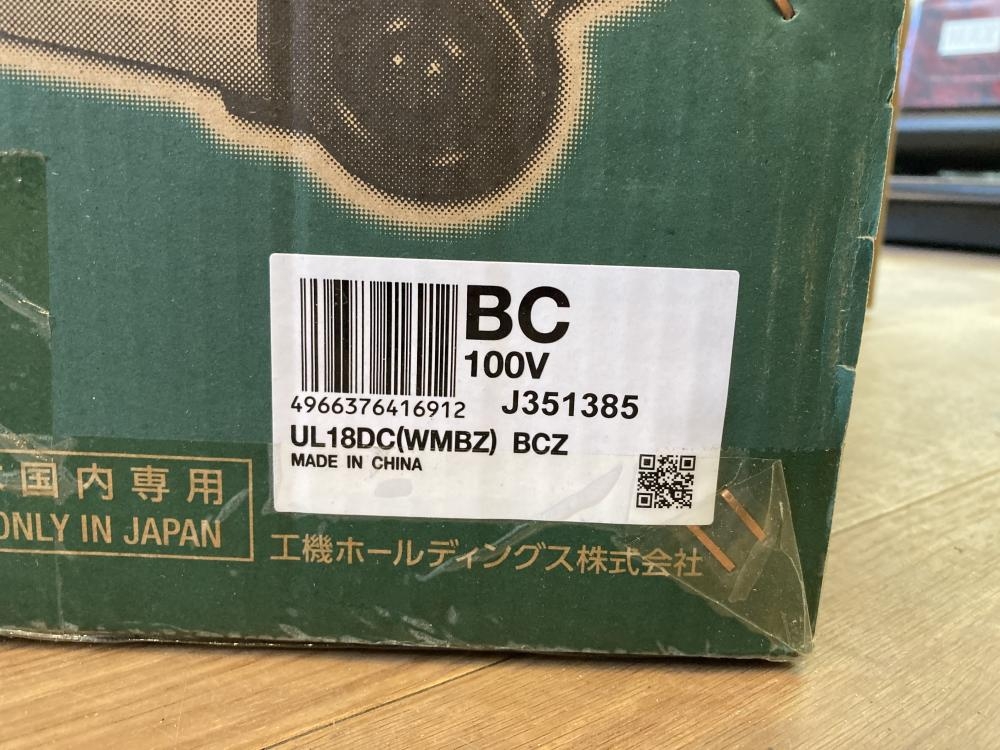 BC
100V
4966376416912 J351385
UL18DC(WMBZ) BCZ
MADE IN CHINA
国内専用
ONLY IN JAPAN
工機ホールディングス株式会社